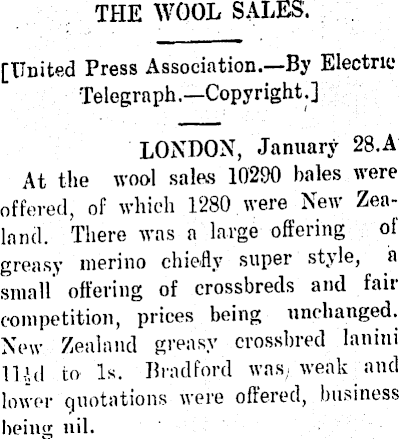 THE WOOL SALES.
[United Press Association.—By Electric
Telegraph.—Copyright.]
LONDON, January 28.A
At the wool sales 10290 bales were
offered, of which 1280 were New Zea-
land. There was a large offering of
greasy merino chiefly super style, a
small offering of crossbreds and fair
competition, prices being unchanged.
New Zealand greasy crossbred lanini
11½d to 1s. Bradford was weak and
lower quotations were offered, business
being nil.